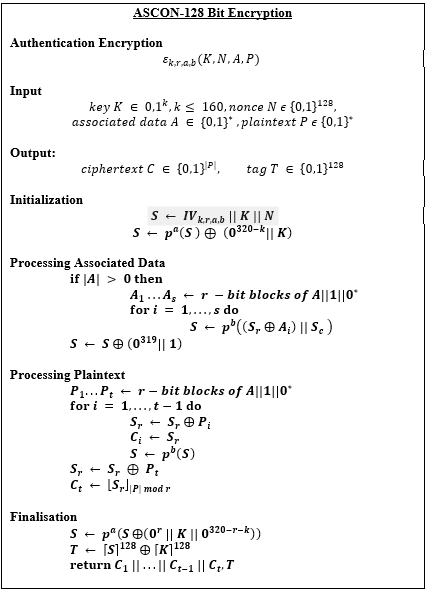 ASCON-128 Bit Encryption
Authentication Encryption
ε_{k,r,a,b}(K, N, A, P)
Input
key K ∈ 0,1^k, k ≤ 160, nonce N ϵ {0,1}^{128},
associated data A ∈ {0,1}^*, plaintext P ϵ {0,1}^*
Output:
ciphertext C ∈ {0,1}^{|P|}, tag T ∈ {0,1}^{128}
Initialization
S ← IV_{k,r,a,b} || K || N
S ← p^a(S) ⊕ (0^{320−k} || K)
Processing Associated Data
if |A| > 0 then
A_1 … A_s ← r − bit blocks of A||1||0^*
for i = 1, … , s do
S ← p^b((S_r ⊕ A_i) || S_c)
S ← S ⊕ (0^{319} || 1)
Processing Plaintext
P_1 … P_t ← r − bit blocks of A||1||0^*
for i = 1, … , t − 1 do
S_r ← S_r ⊕ P_i
C_i ← S_r
S ← p^b(S)
S_r ← S_r ⊕ P_t
C_t ← ⌊S_r⌋_{|P| mod r}
Finalisation
S ← p^a(S ⊕ (0^r || K || 0^{320−r−k}))
T ← ⌈S⌉^{128} ⊕ ⌈K⌉^{128}
return C_1 || … || C_{t−1} || C_t, T